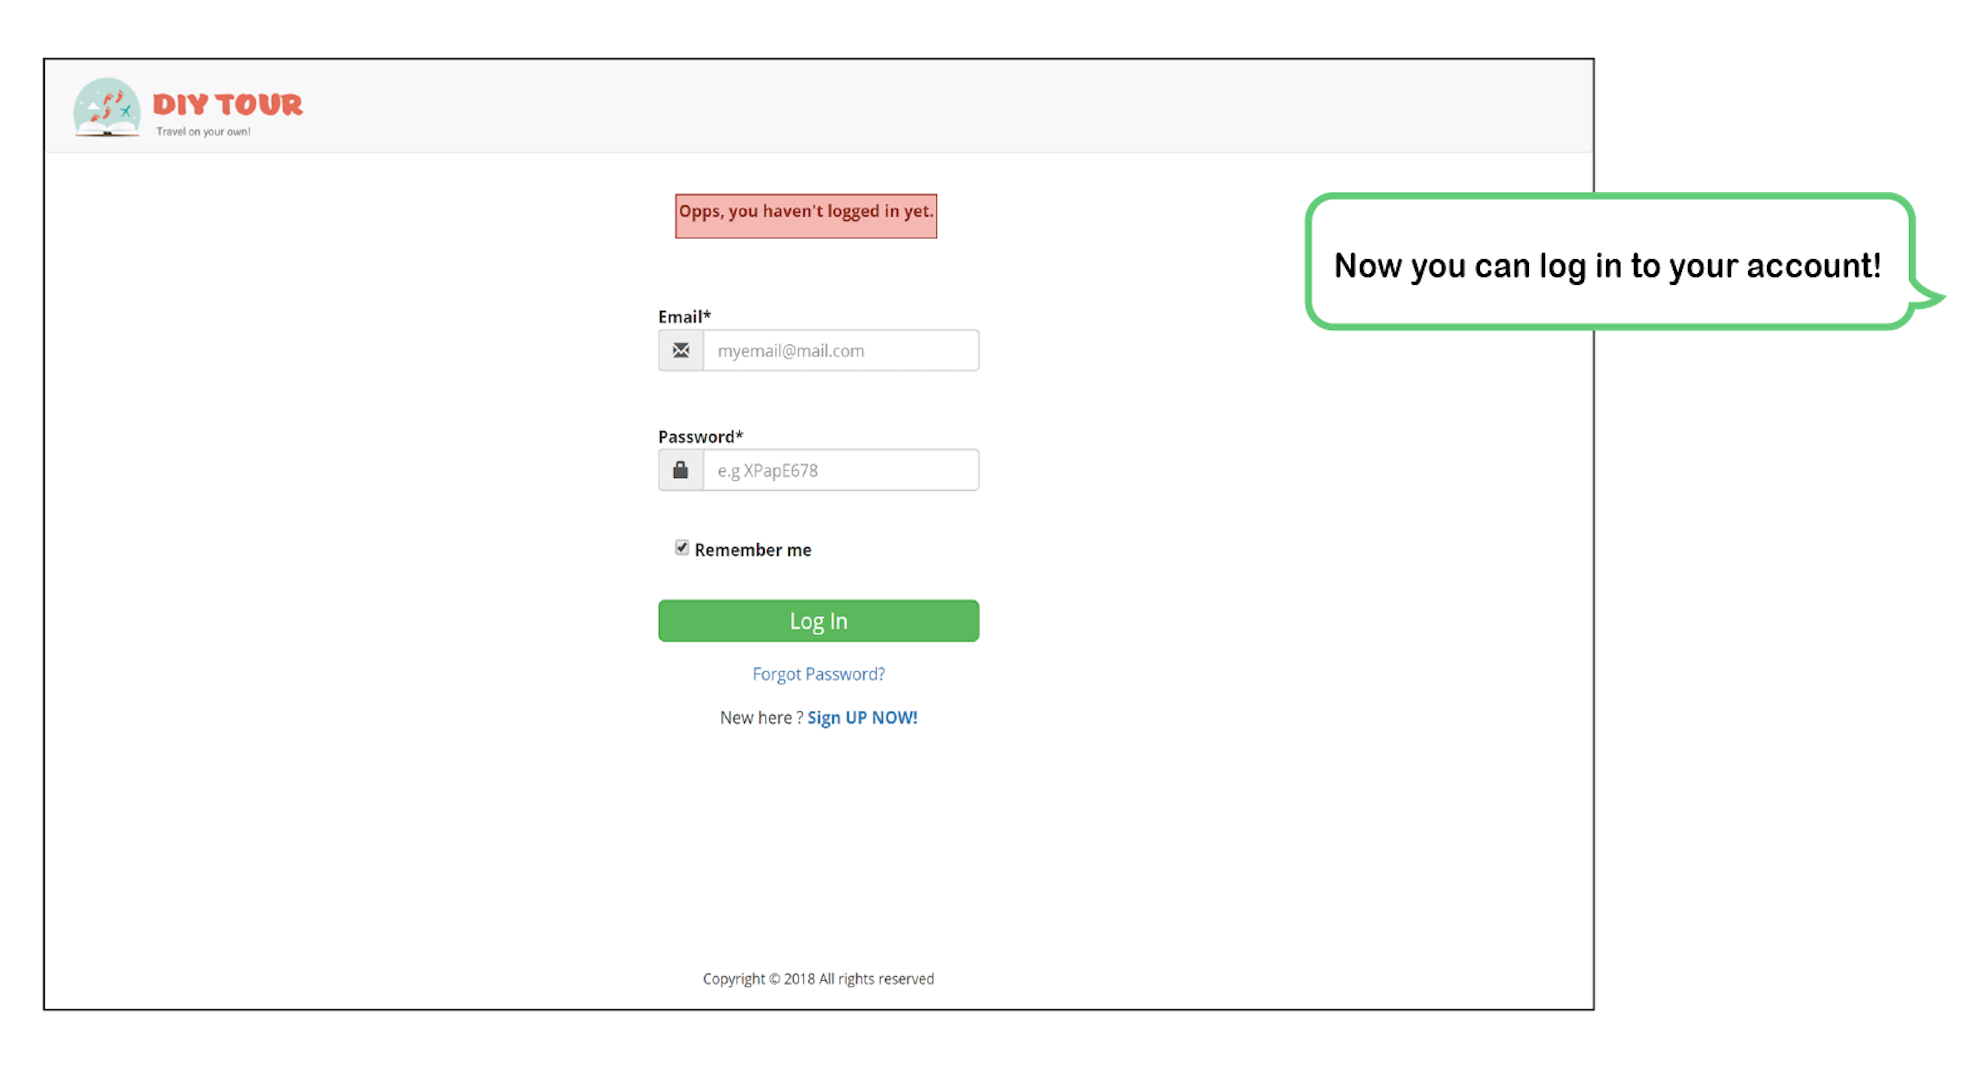 DIY TOUR
Travel on your own!
Opps, you haven't logged in yet.
Now you can log in to your account!
Email*
myemail@mail.com
Password*
e.g XPapE678
Remember me
Log In
Forgot Password?
New here ? Sign UP NOW!
Copyright © 2018 All rights reserved